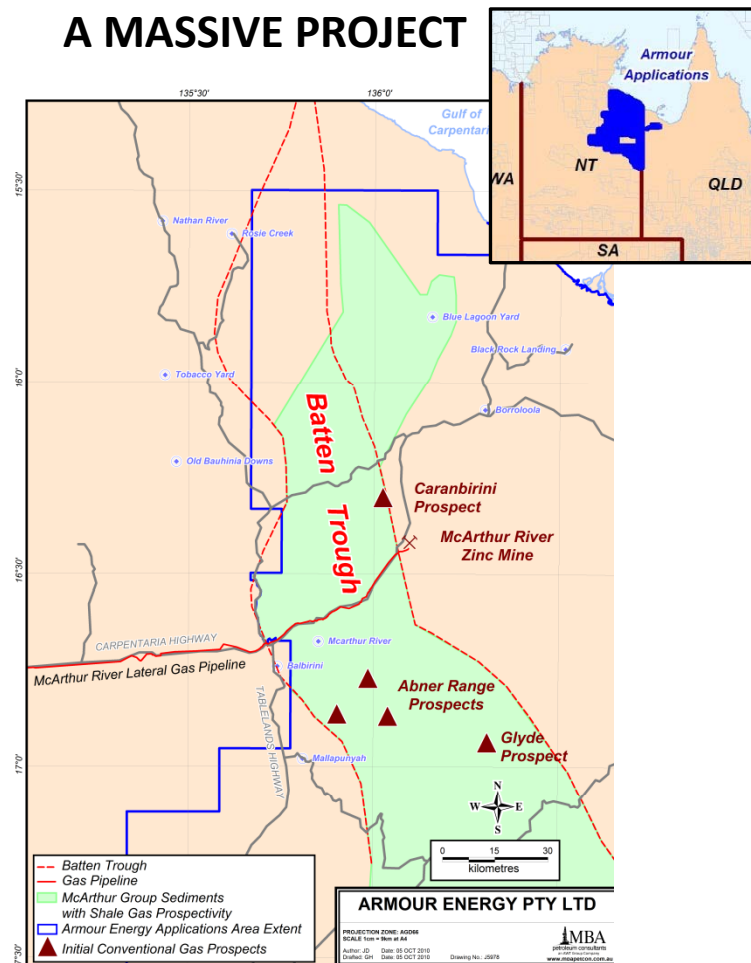 A MASSIVE PROJECT
Armour
Applications
NT
WA
QLD
SA
135°30'
136°0'
Gulf of
Carpentari
15°30'
Nathan River
Rosie Creek
Blue Lagoon Yard
Black Rock Landing
16°0'
Tobacco Yard
Borroloola
Batten
Trough
Old Bauhinia Downs
Caranbirini
Prospect
McArthur River
Zinc Mine
16°30'
CARPENTARIA HIGHWAY
McArthur River Lateral Gas Pipeline
Mcarthur River
Balbirini
TABLELANDS HIGHWAY
Abner Range
Prospects
Glyde
Prospect
Mallapunyah
17°0'
N
W E
S
0 15 30
kilometres
Batten Trough
Gas Pipeline
McArthur Group Sediments
with Shale Gas Prospectivity
Armour Energy Applications Area Extent
Initial Conventional Gas Prospects
17°30'
ARMOUR ENERGY PTY LTD
PROJECTION ZONE: AGD66
SCALE 1cm = 9km at A4
Author: JD Date: 05 OCT 2010
Drafted: GH Date: 05 OCT 2010 Drawing No.: J5978
MBA
petroleum consultants
www.mbapetcon.com.au